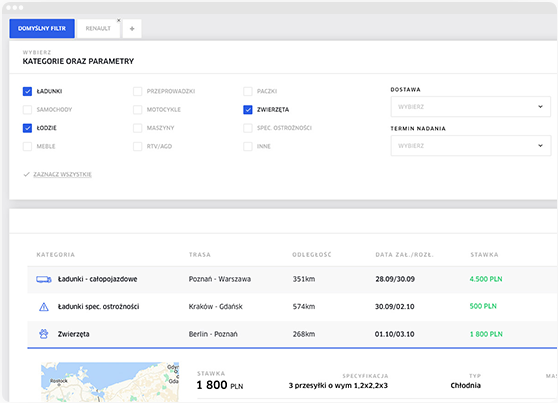 DOMYŚLNY FILTR RENAULT × +
WYBIERZ
KATEGORIE ORAZ PARAMETRY
ŁADUNKI PRZEPROWADZKI PACZKI DOSTAWA
SAMOCHODY MOTOCYKLE ZWIERZĘTA WYBIERZ
ŁODZIE MASZYNY SPEC. OSTROŻNOŚCI TERMIN NADANIA
MEBLE RTV/AGO INNE WYBIERZ
ZAZNACZ WSZYSTKIE
KATEGORIA TRASA ODLEGŁOŚĆ DATA ZAŁ./ROZŁ. STAWKA
Ładunki - całopojazdowe Poznań - Warszawa 351km 28.09/30.09 4.500 PLN
Ładunki spec. ostrożności Kraków - Gdańsk 574km 30.09/02.10 500 PLN
Zwierzęta Berlin - Poznań 268km 01.10/03.10 1 800 PLN
STAWKA SPECYFIKACJA TYP MAS
1 800 PLN 3 przesyłki o wym 1,2x2,2x3 Chłodnia
Rostock